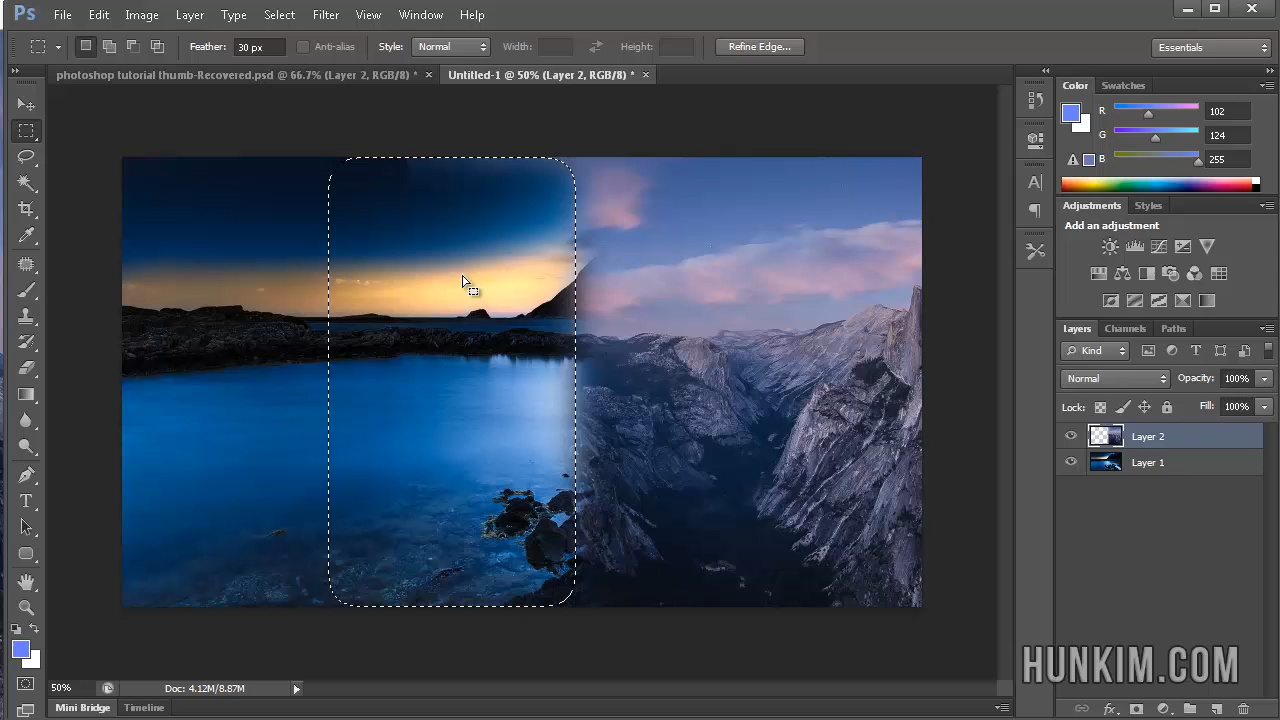 Ps File Edit Image Layer Type Select Filter View Window Help
Feather: 30 px Anti-alias Style: Normal Width: Height: Refine Edge... Essentials
photoshop tutorial thumb-Recovered.psd @ 66.7% (Layer 2, RGB/8) * × Untitled-1 @ 50% (Layer 2, RGB/8) * ×
Color Swatches
R 102
G 124
B 255
Adjustments Styles
Add an adjustment
Layers Channels Paths
Kind
Normal Opacity: 100%
Lock: Fill: 100%
Layer 2
Layer 1
HUNKIM.COM
50% Doc: 4.12M/8.87M
Mini Bridge Timeline